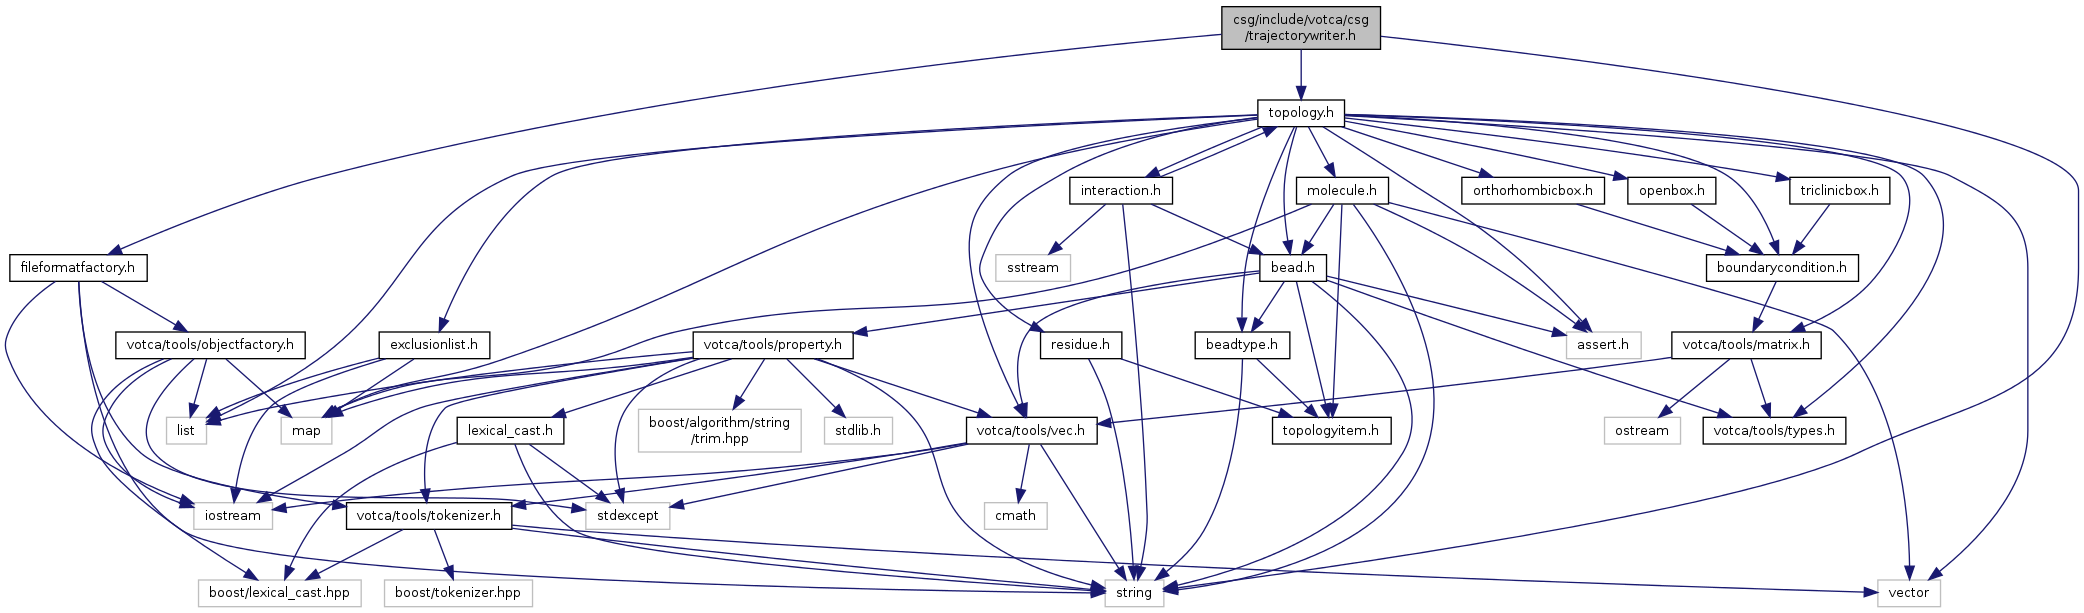 csg/include/votca/csg
/trajectorywriter.h
topology.h
interaction.h
molecule.h
orthorhombicbox.h
openbox.h
triclinicbox.h
fileformatfactory.h
sstream
bead.h
boundarycondition.h
votca/tools/objectfactory.h
exclusionlist.h
votca/tools/property.h
residue.h
beadtype.h
assert.h
votca/tools/matrix.h
list
map
lexical_cast.h
boost/algorithm/string
/trim.hpp
stdlib.h
votca/tools/vec.h
topologyitem.h
ostream
votca/tools/types.h
iostream
votca/tools/tokenizer.h
stdexcept
cmath
boost/lexical_cast.hpp
boost/tokenizer.hpp
string
vector